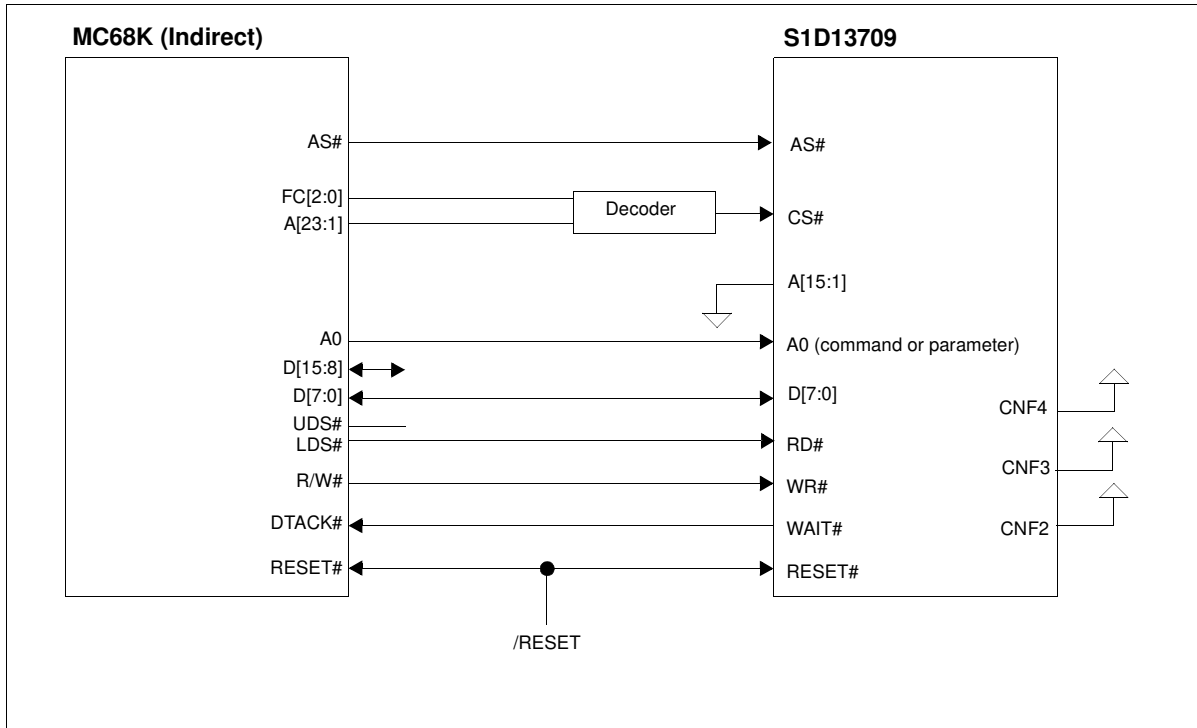 MC68K (Indirect)
S1D13709
AS#
AS#
FC[2:0]
Decoder
CS#
A[23:1]
A[15:1]
A0
A0 (command or parameter)
D[15:8]
D[7:0]
D[7:0]
CNF4
UDS#
LDS#
RD#
CNF3
R/W#
WR#
DTACK#
WAIT#
CNF2
RESET#
RESET#
/RESET